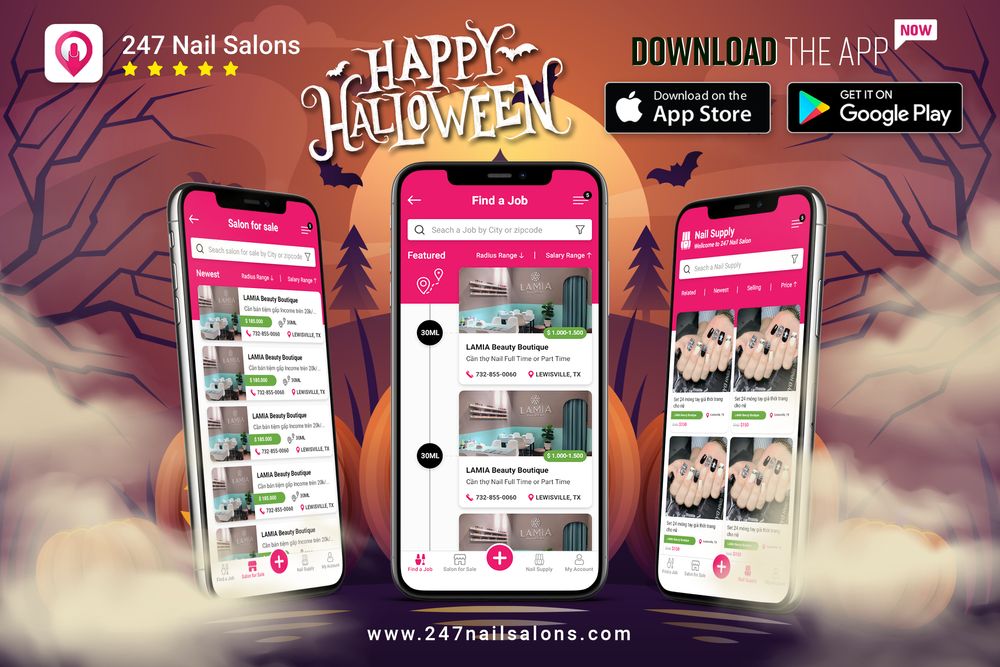 247 Nail Salons
HAPPY
HALLOWEEN
DOWNLOAD THE APP
NOW
Download on the
App Store
GET IT ON
Google Play
Salon for sale
Seach salon for sale by City or zipcode
Newest
Radius Range ↓ | Salary Range ↑
LAMIA Beauty Boutique
Cần bán tiệm gấp Income trên 20k/...
$ 185.000
30ML
732-855-0060
LEWISVILLE, TX
LAMIA Beauty Boutique
Cần bán tiệm gấp Income trên 20k/...
$ 185.000
30ML
732-855-0060
LEWISVILLE, TX
LAMIA Beauty Boutique
Cần bán tiệm gấp Income trên 20k/...
$ 185.000
30ML
732-855-0060
LEWISVILLE, TX
LAMIA Beauty Boutique
Cần bán tiệm gấp Income trên 20k/...
$ 185.000
30ML
732-855-0060
LEWISVILLE, TX
LAMIA Beauty Boutique
Cần bán tiệm gấp Income trên 20k/...
Find a Job
Salon for Sale
Nail Supply
My Account
Find a Job
Seach a Job by City or zipcode
Featured
Radius Range ↓ | Salary Range ↑
LAMIA
30ML
$ 1.000-1.500
LAMIA Beauty Boutique
Cần thợ Nail Full Time or Part Time
732-855-0060
LEWISVILLE, TX
LAMIA
30ML
$ 1.000-1.500
LAMIA Beauty Boutique
Cần thợ Nail Full Time or Part Time
732-855-0060
LEWISVILLE, TX
LAMIA
Find a Job
Salon for Sale
Nail Supply
My Account
Nail Supply
Welcome to 247 Nail Salon
Seach a Nail Supply
Related | Newest | Selling | Price ↑
Set 24 móng tay giả thời trang
cho nữ
$150
Set 24 móng tay giả thời trang
cho nữ
$150
Set 24 móng tay giả thời trang
cho nữ
$150
Set 24 móng tay giả thời trang
cho nữ
$150
Find a Job
Salon for Sale
Nail Supply
www.247nailsalons.com